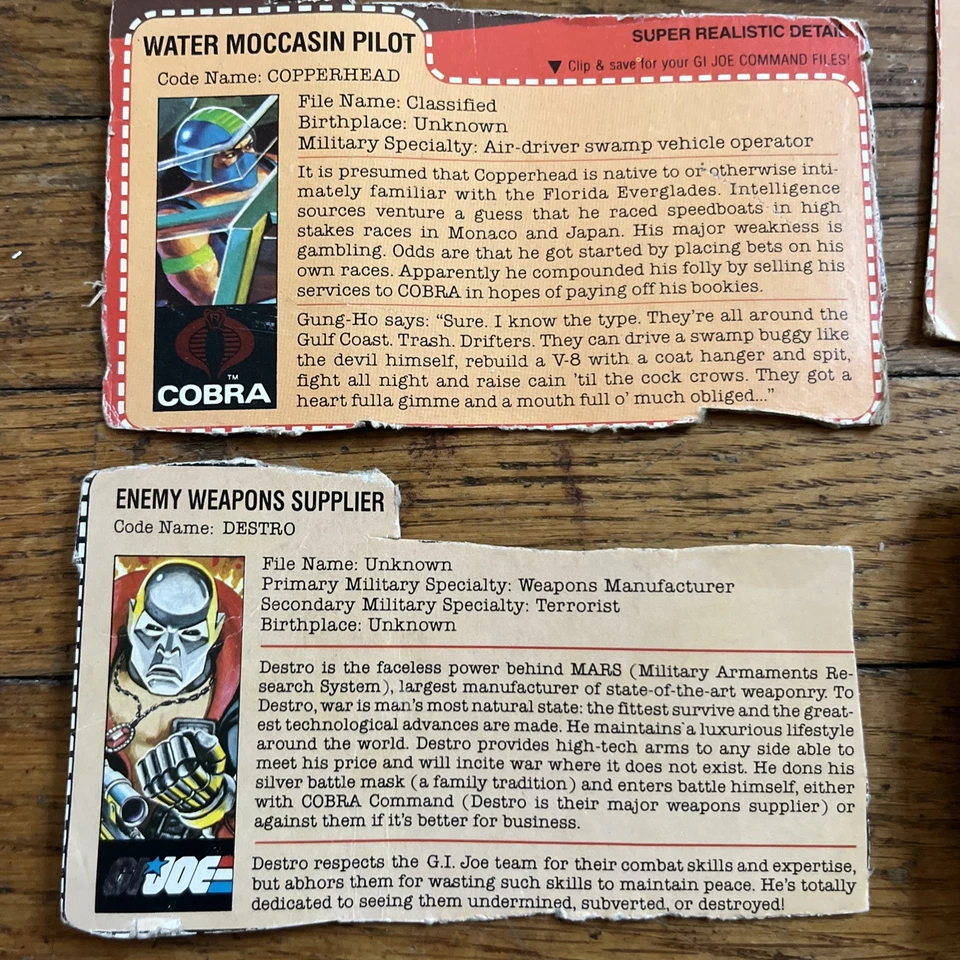 WATER MOCCASIN PILOT
SUPER REALISTIC DETAIL
▼ Clip & save for your GI JOE COMMAND FILES!
Code Name: COPPERHEAD
File Name: Classified
Birthplace: Unknown
Military Specialty: Air-driver swamp vehicle operator
It is presumed that Copperhead is native to or otherwise inti-
mately familiar with the Florida Everglades. Intelligence
sources venture a guess that he raced speedboats in high
stakes races in Monaco and Japan. His major weakness is
gambling. Odds are that he got started by placing bets on his
own races. Apparently he compounded his folly by selling his
services to COBRA in hopes of paying off his bookies.
Gung-Ho says: “Sure. I know the type. They're all around the
Gulf Coast. Trash. Drifters. They can drive a swamp buggy like
the devil himself, rebuild a V-8 with a coat hanger and spit,
fight all night and raise cain 'til the cock crows. They got a
heart fulla gimme and a mouth full o' much obliged...”
TM
COBRA
ENEMY WEAPONS SUPPLIER
Code Name: DESTRO
File Name: Unknown
Primary Military Specialty: Weapons Manufacturer
Secondary Military Specialty: Terrorist
Birthplace: Unknown
Destro is the faceless power behind MARS (Military Armaments Re-
search System), largest manufacturer of state-of-the-art weaponry. To
Destro, war is man's most natural state: the fittest survive and the great-
est technological advances are made. He maintains a luxurious lifestyle
around the world. Destro provides high-tech arms to any side able to
meet his price and will incite war where it does not exist. He dons his
silver battle mask (a family tradition) and enters battle himself, either
with COBRA Command (Destro is their major weapons supplier) or
against them if it's better for business.
Destro respects the G.I. Joe team for their combat skills and expertise,
but abhors them for wasting such skills to maintain peace. He's totally
dedicated to seeing them undermined, subverted, or destroyed!
GI JOE